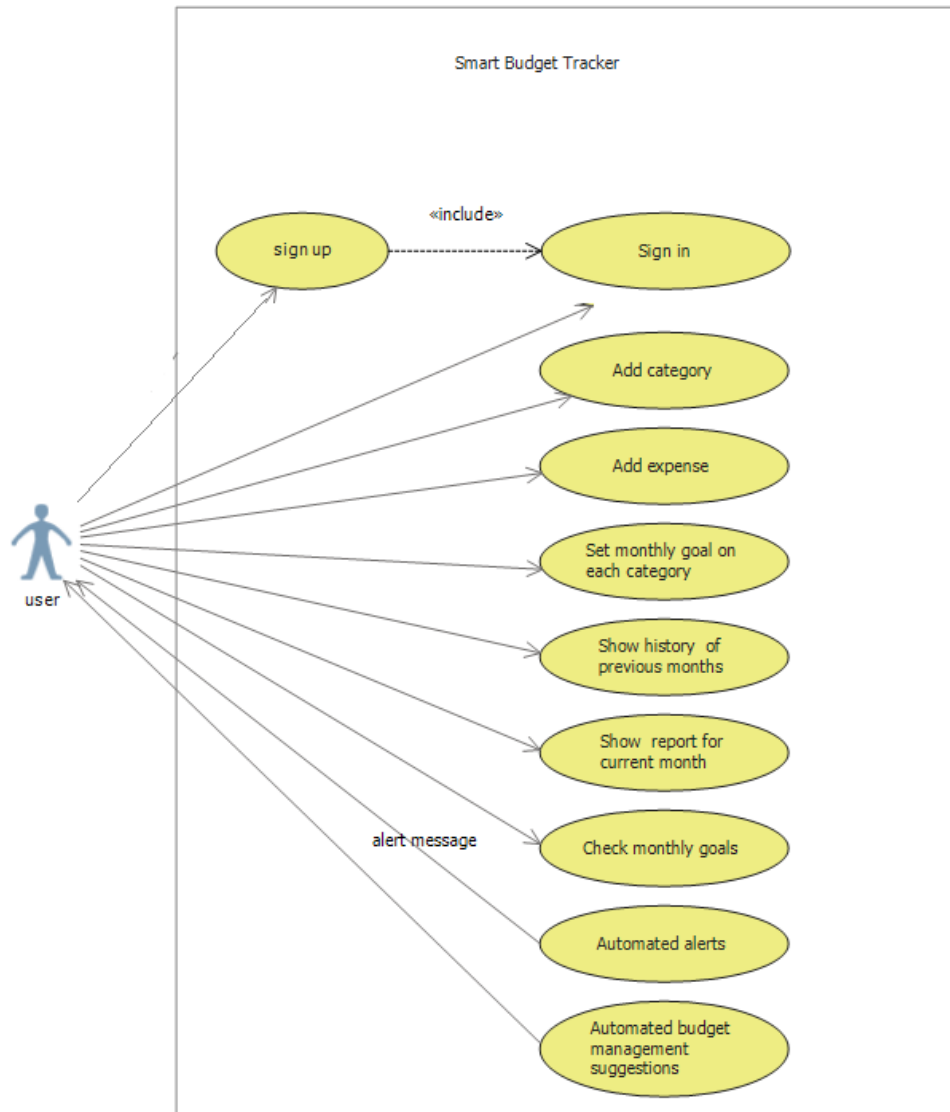 Smart Budget Tracker
«include»
sign up
Sign in
Add category
Add expense
Set monthly goal on
each category
user
Show history of
previous months
Show report for
current month
alert message
Check monthly goals
Automated alerts
Automated budget
management
suggestions